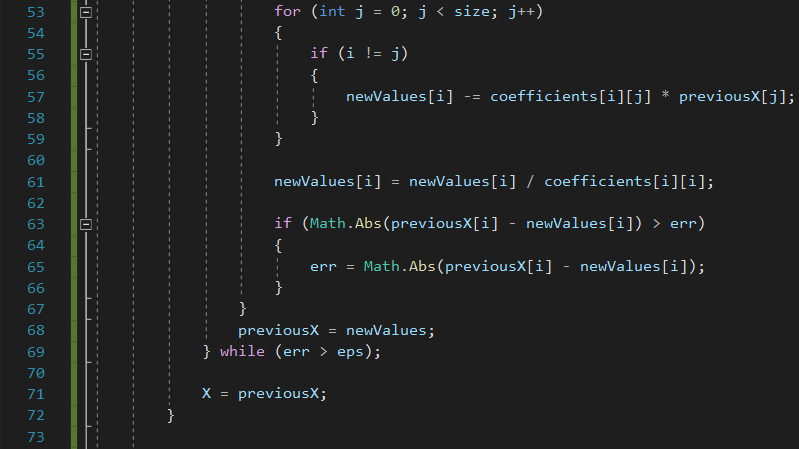 53 for (int j = 0; j < size; j++)
54 {
55 if (i != j)
56 {
57 newValues[i] -= coefficients[i][j] * previousX[j];
58 }
59 }
60
61 newValues[i] = newValues[i] / coefficients[i][i];
62
63 if (Math.Abs(previousX[i] - newValues[i]) > err)
64 {
65 err = Math.Abs(previousX[i] - newValues[i]);
66 }
67 }
68 previousX = newValues;
69 } while (err > eps);
70
71 X = previousX;
72 }
73